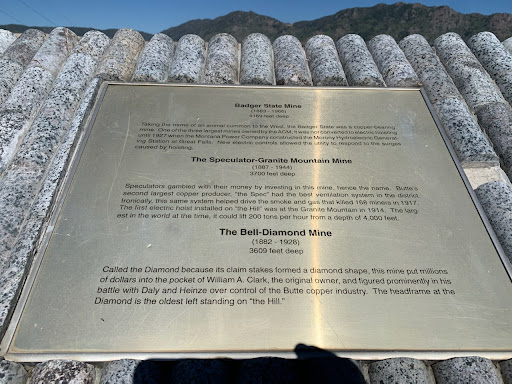 Badger State Mine
(1883 - 1966)
4169 feet deep
Taking the name of an animal common to the West, the Badger State was a copper-bearing
mine. One of the three largest mines owned by the ACM, it was not converted to electric hoisting
until 1927 when the Montana Power Company constructed the Morony Hydroelectric Generat-
ing Station at Great Falls. New electric controls allowed the utility to respond to the surges
caused by hoisting.
The Speculator-Granite Mountain Mine
(1887 - 1944)
3700 feet deep
Speculators gambled with their money by investing in this mine, hence the name. Butte's
second largest copper producer, "the Spec" had the best ventilation system in the district.
Ironically, this same system helped drive the smoke and gas that killed 168 miners in 1917.
The first electric hoist installed on "the Hill" was at the Granite Mountain in 1914. The larg
est in the world at the time, it could lift 200 tons per hour from a depth of 4,000 feet.
The Bell-Diamond Mine
(1882 - 1928)
3609 feet deep
Called the Diamond because its claim stakes formed a diamond shape, this mine put millions
of dollars into the pocket of William A. Clark, the original owner, and figured prominently in his
battle with Daly and Heinze over control of the Butte copper industry. The headframe at the
Diamond is the oldest left standing on "the Hill."